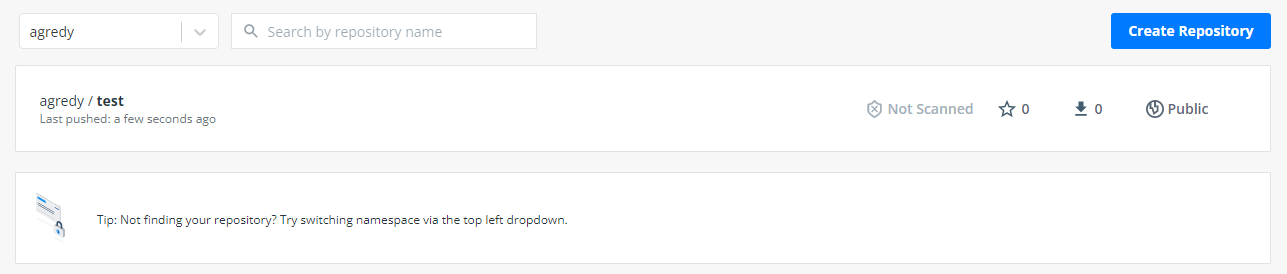 agredy
Search by repository name
Create Repository
agredy / test
Last pushed: a few seconds ago
Not Scanned
0
0
Public
Tip: Not finding your repository? Try switching namespace via the top left dropdown.